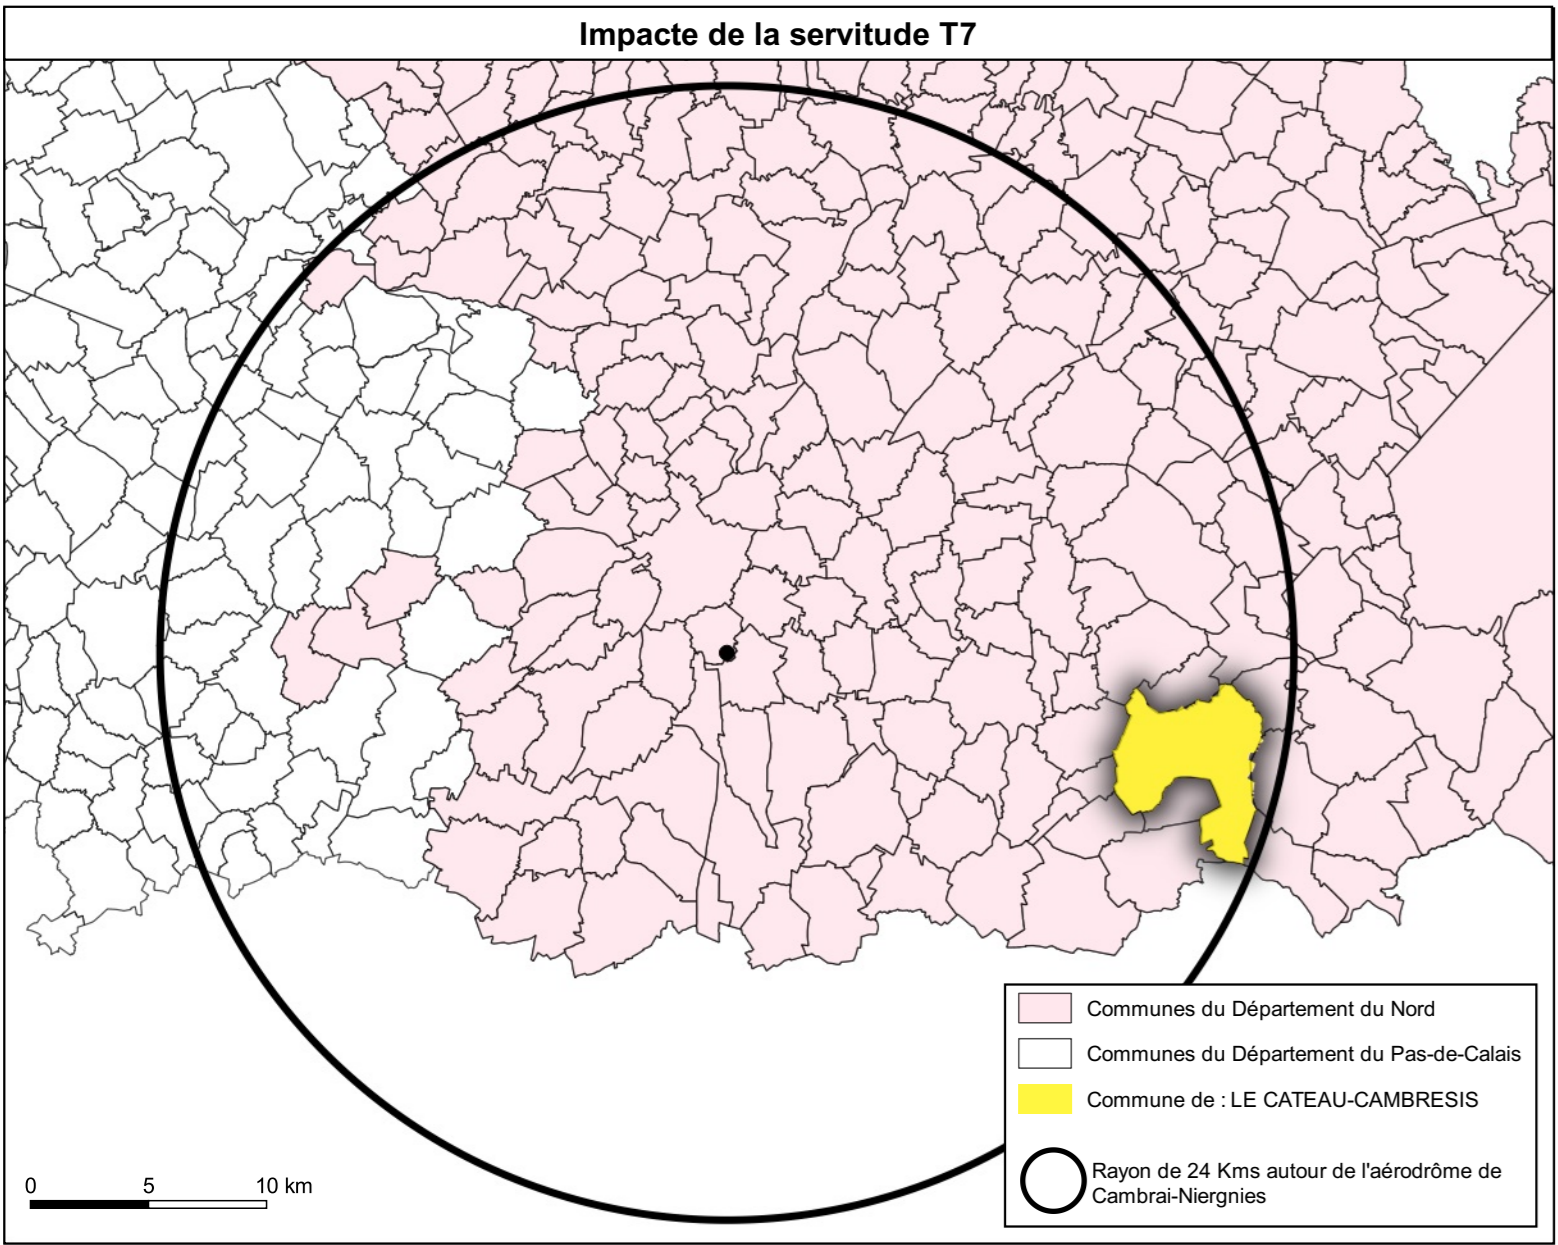 Impacte de la servitude T7
Communes du Département du Nord
Communes du Département du Pas-de-Calais
Commune de : LE CATEAU-CAMBRESIS
Rayon de 24 Kms autour de l'aérodrôme de
Cambrai-Niergnies
0 5 10 km